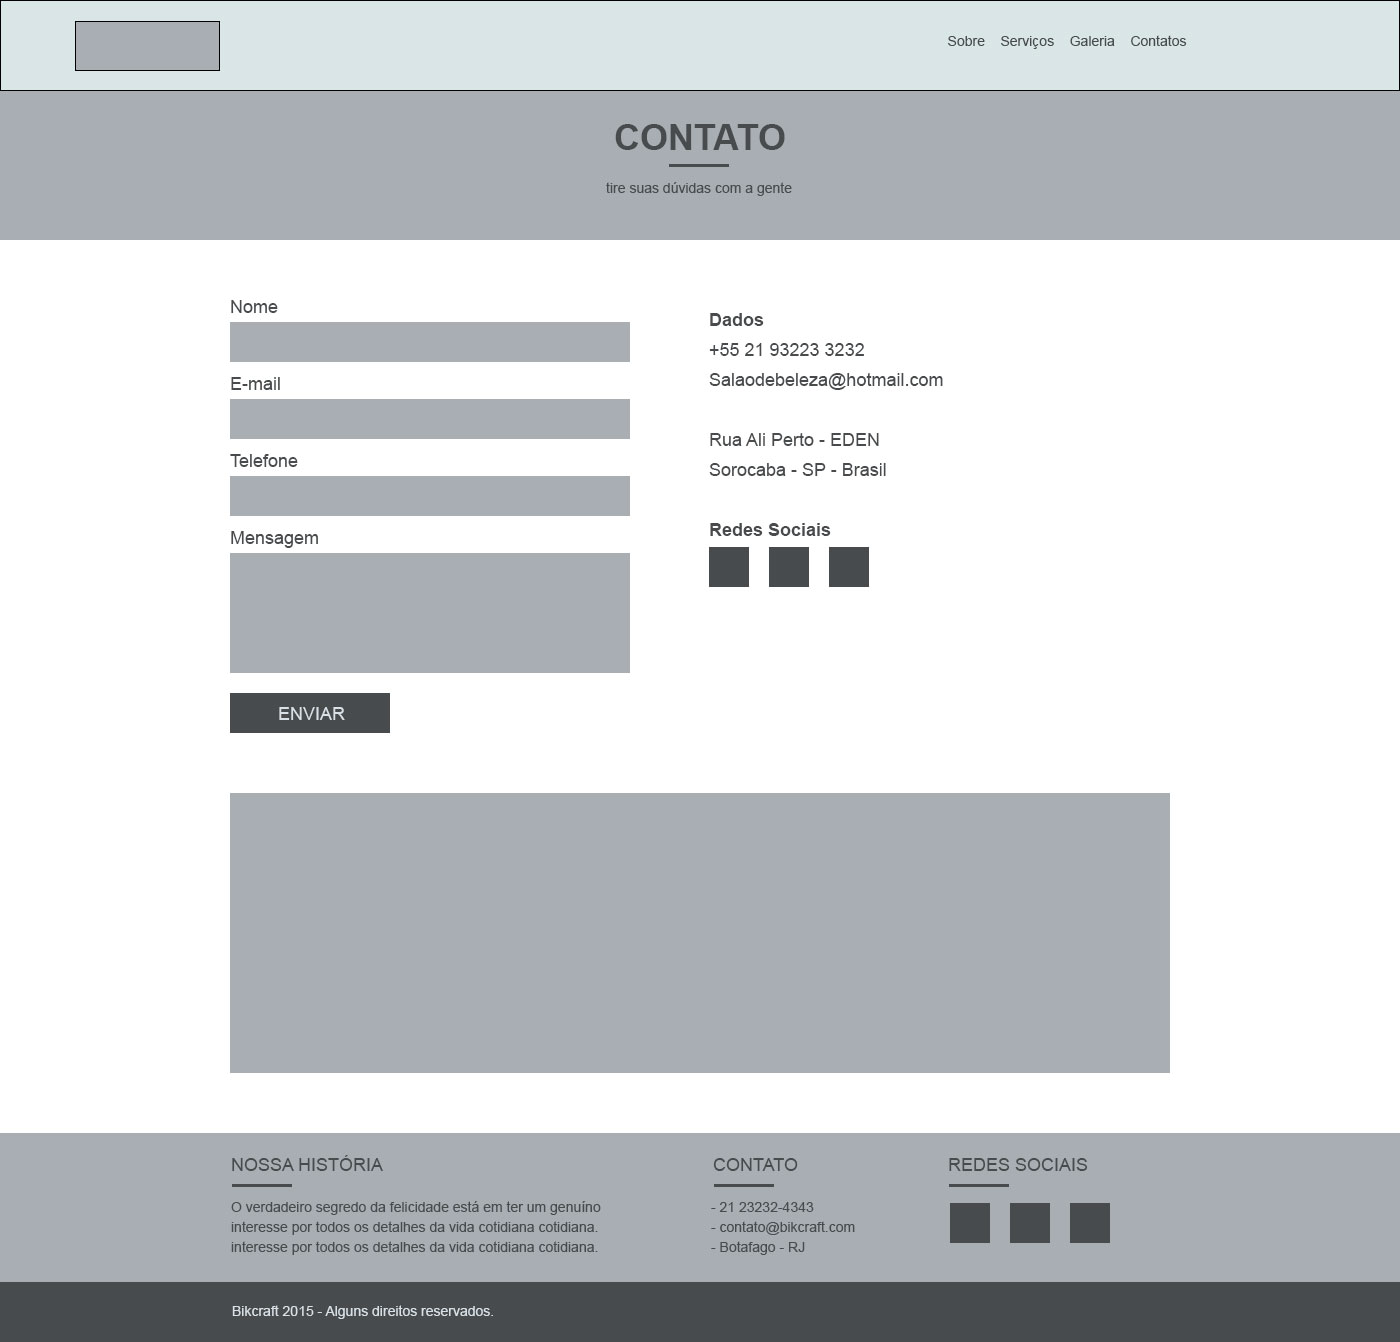 Sobre Serviços Galeria Contatos
CONTATO
tire suas dúvidas com a gente
Nome
E-mail
Telefone
Mensagem
ENVIAR
Dados
+55 21 93223 3232
Salaodebeleza@hotmail.com
Rua Ali Perto - EDEN
Sorocaba - SP - Brasil
Redes Sociais
NOSSA HISTÓRIA
O verdadeiro segredo da felicidade está em ter um genuíno
interesse por todos os detalhes da vida cotidiana cotidiana.
interesse por todos os detalhes da vida cotidiana cotidiana.
CONTATO
- 21 23232-4343
- contato@bikcraft.com
- Botafago - RJ
REDES SOCIAIS
Bikcraft 2015 - Alguns direitos reservados.